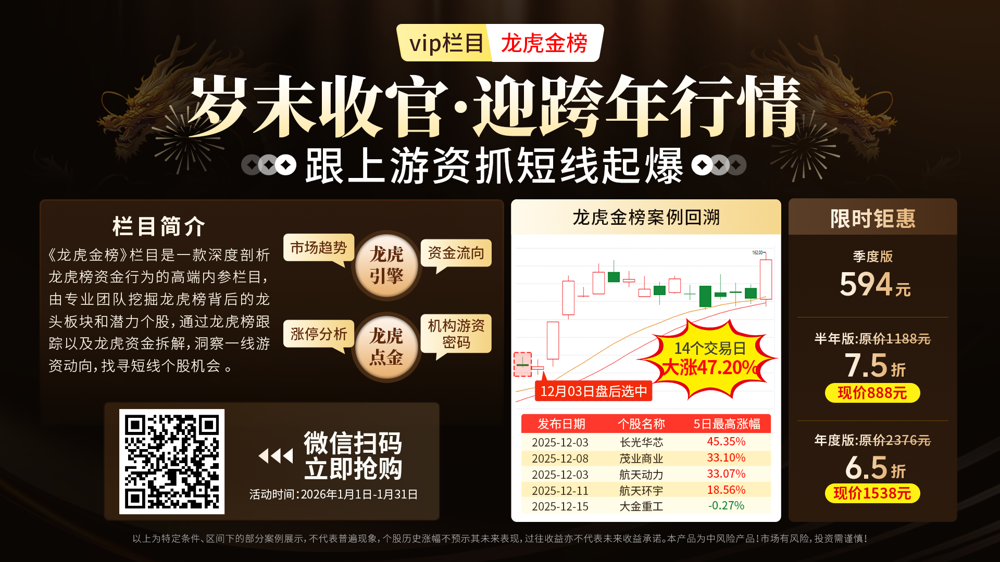 vip栏目 龙虎金榜
岁末收官·迎跨年行情
跟上游资抓短线起爆
栏目简介
《龙虎金榜》栏目是一款深度剖析
龙虎榜资金行为的高端内参栏目，
由专业团队挖掘龙虎榜背后的龙
头板块和潜力个股，通过龙虎榜跟
踪以及龙虎资金拆解，洞察一线游
资动向，找寻短线个股机会。
市场趋势
龙虎
引擎
资金流向
涨停分析
龙虎
点金
机构游资
密码
微信扫码
立即抢购
活动时间：2026年1月1日-1月31日
龙虎金榜案例回溯
162.00
14个交易日
大涨47.20%
12月03日盘后选中
发布日期 个股名称 5日最高涨幅
2025-12-03 长光华芯 45.35%
2025-12-08 茂业商业 33.10%
2025-12-03 航天动力 33.07%
2025-12-11 航天环宇 18.56%
2025-12-15 大金重工 -0.27%
限时钜惠
季度版
594元
半年版:原价1188元
7.5折
现价888元
年度版:原价2376元
6.5折
现价1538元
以上为特定条件、区间下的部分案例展示，不代表普遍现象，个股历史涨幅不预示其未来表现，过往收益亦不代表未来收益承诺。本产品为中风险产品！市场有风险，投资需谨慎！